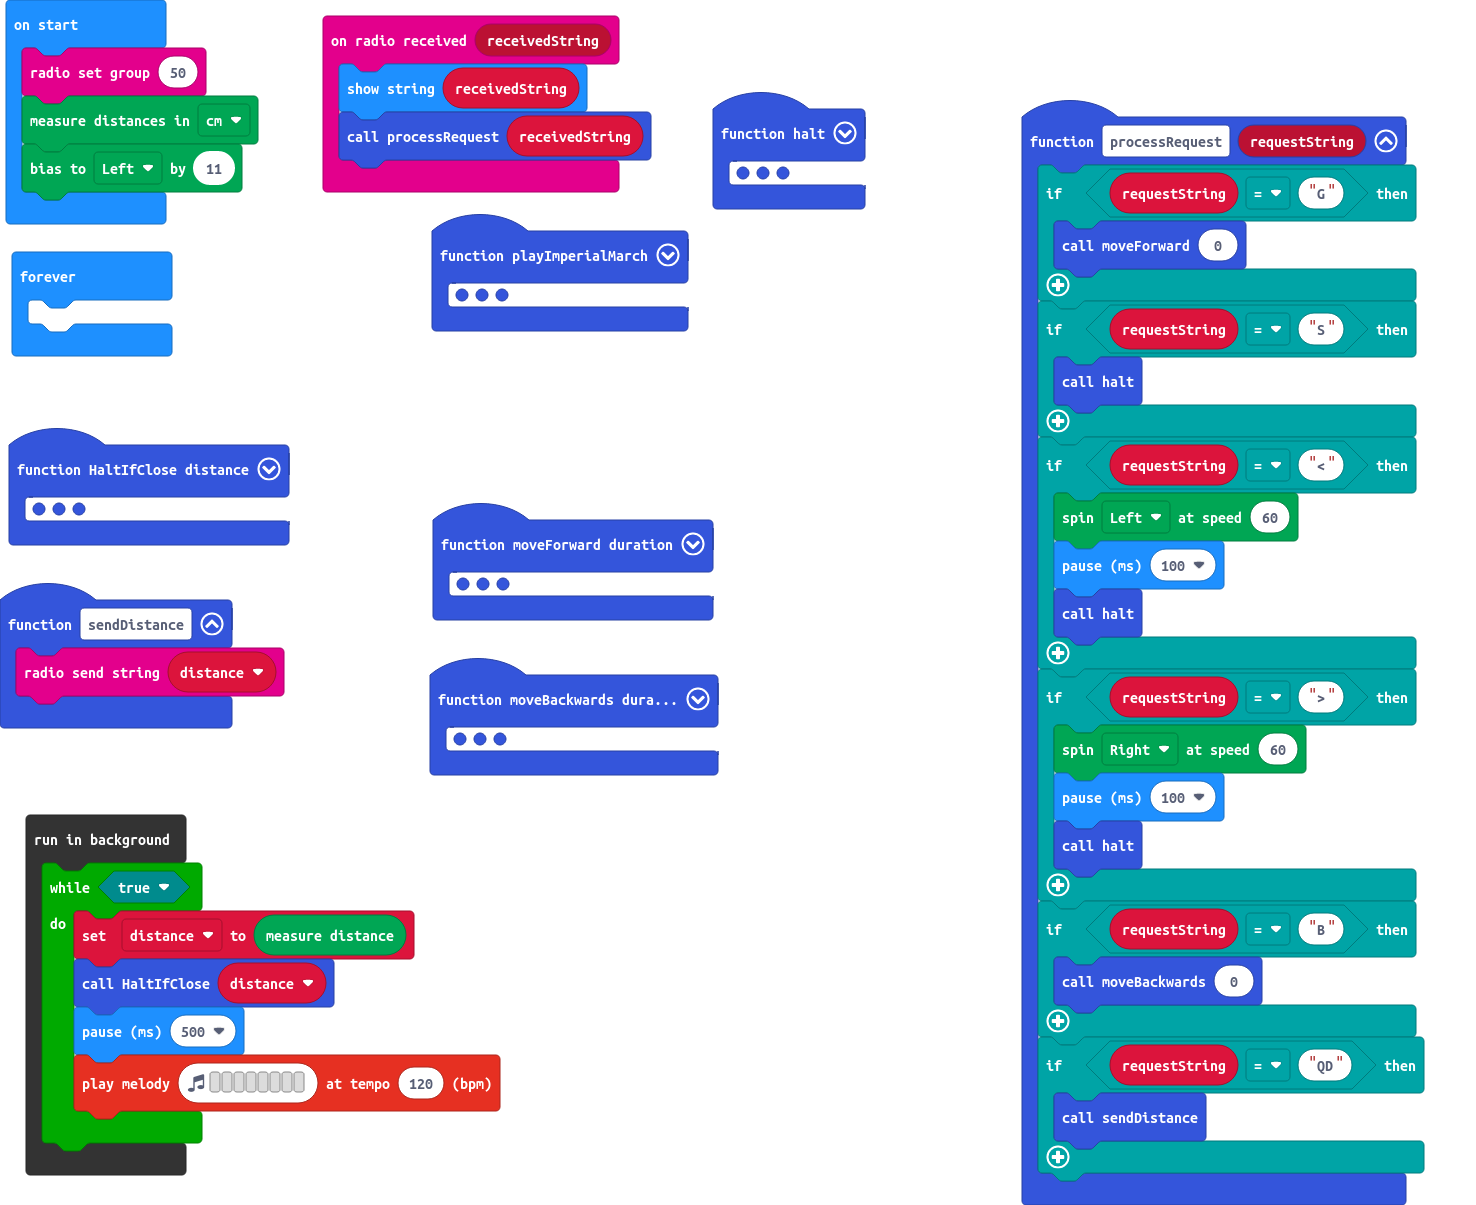 on start
radio set group 50
measure distances in cm
bias to Left by 11
forever
on radio received receivedString
show string receivedString
call processRequest receivedString
function halt
function playImperialMarch
function HaltIfClose distance
function sendDistance
radio send string distance
function moveForward duration
function moveBackwards dura...
run in background
while true
do
set distance to measure distance
call HaltIfClose distance
pause (ms) 500
play melody at tempo 120 (bpm)
function processRequest requestString
if requestString = "G" then
call moveForward 0
if requestString = "S" then
call halt
if requestString = "<" then
spin Left at speed 60
pause (ms) 100
call halt
if requestString = ">" then
spin Right at speed 60
pause (ms) 100
call halt
if requestString = "B" then
call moveBackwards 0
if requestString = "QD" then
call sendDistance